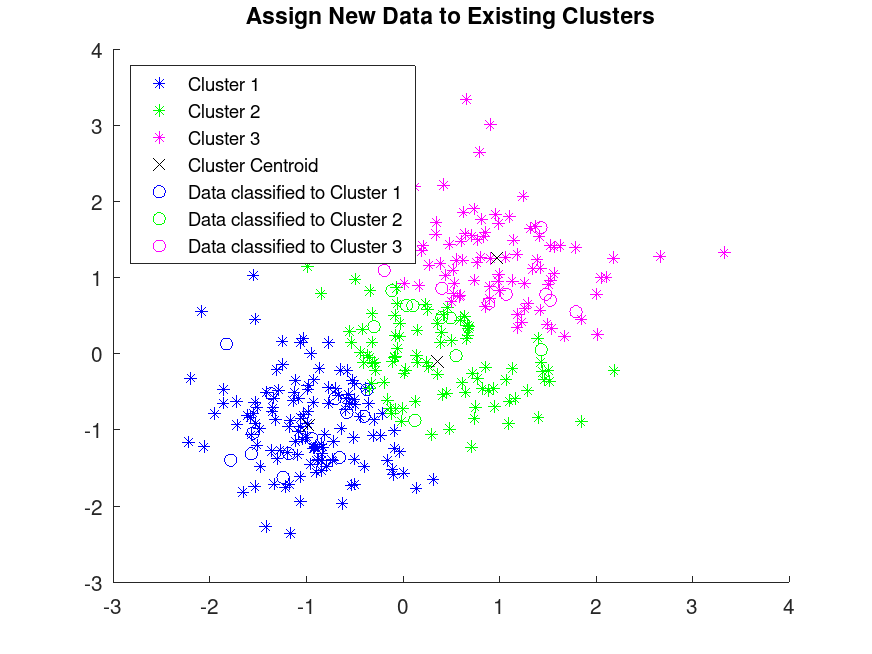 Assign New Data to Existing Clusters
4
3
2
1
0
-1
-2
-3
Cluster 1
Cluster 2
Cluster 3
Cluster Centroid
Data classified to Cluster 1
Data classified to Cluster 2
Data classified to Cluster 3
-3 -2 -1 0 1 2 3 4